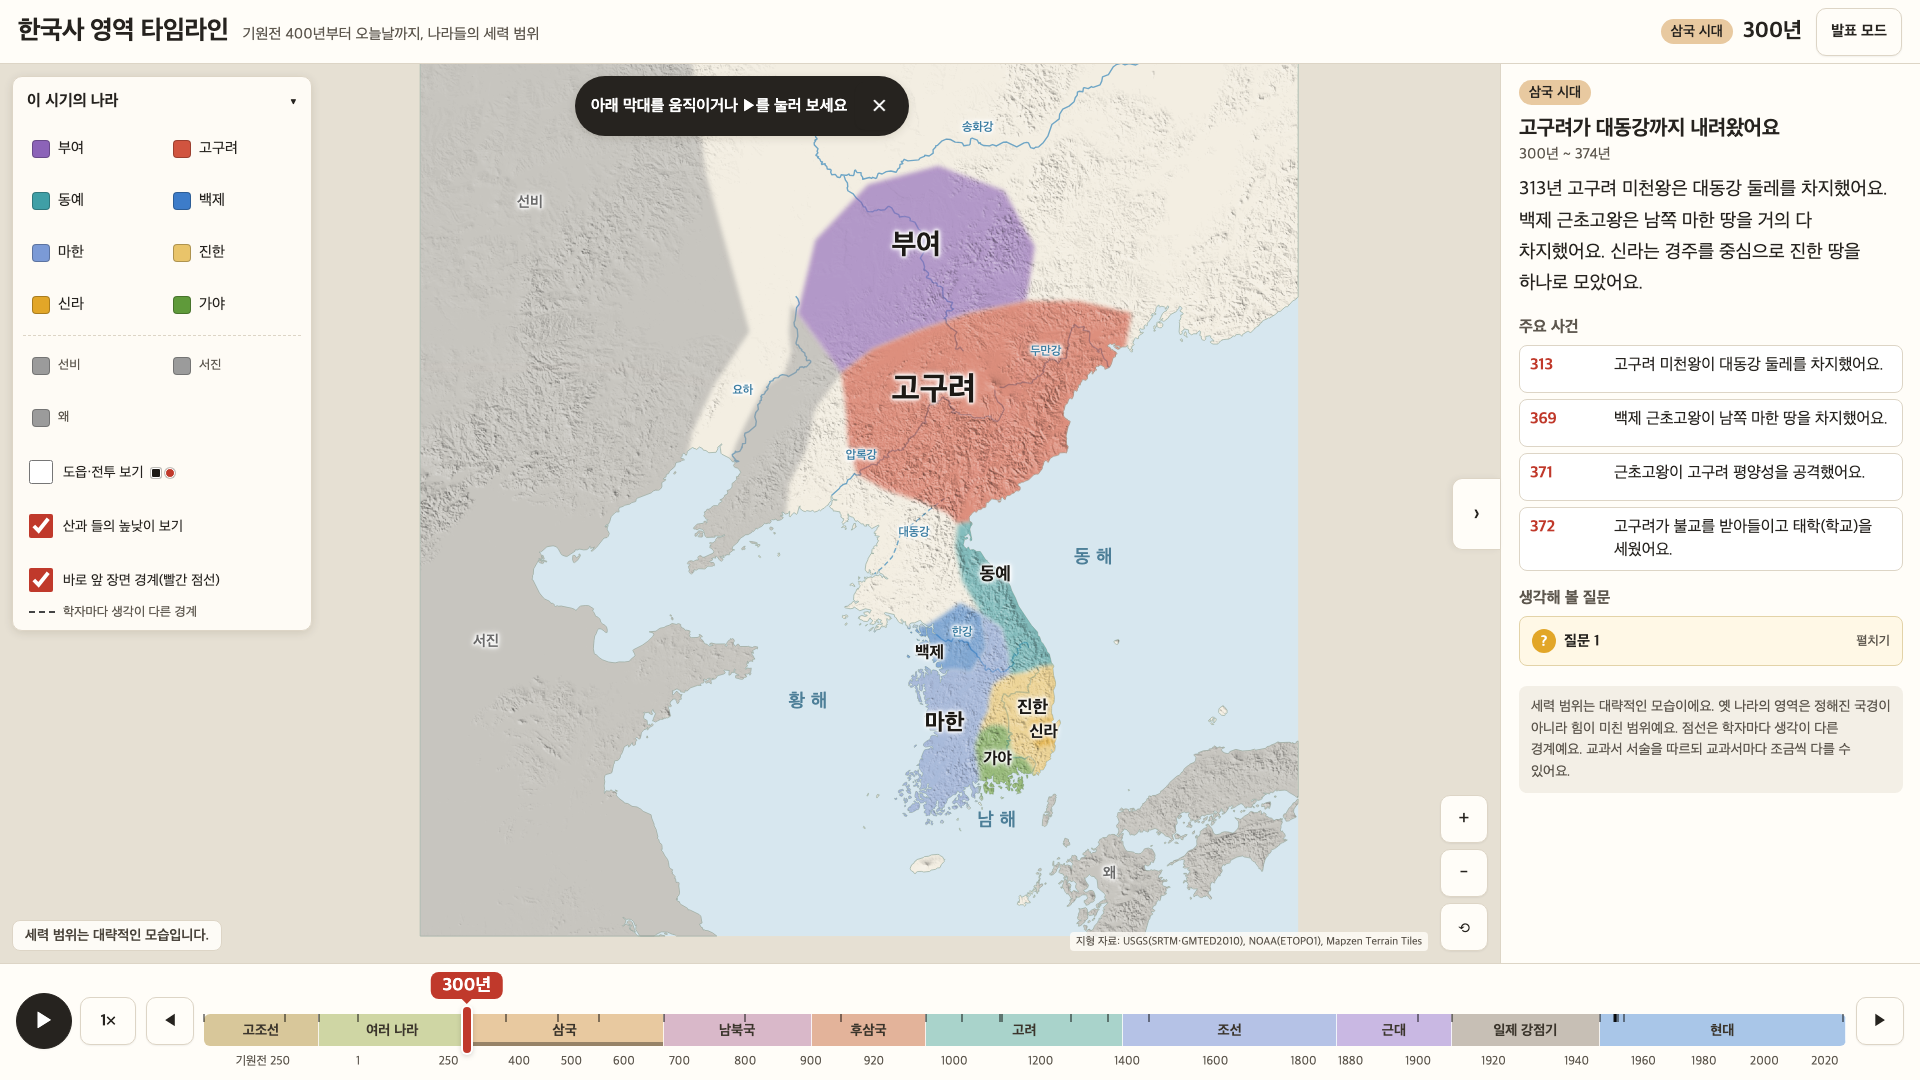 한국사 영역 타임라인
기원전 400년부터 오늘날까지, 나라들의 세력 범위
삼국 시대
300년
발표 모드
이 시기의 나라
부여
고구려
동예
백제
마한
진한
신라
가야
선비
서진
왜
도읍·전투 보기
산과 들의 높낮이 보기
바로 앞 장면 경계(빨간 점선)
학자마다 생각이 다른 경계
세력 범위는 대략적인 모습입니다.
아래 막대를 움직이거나 ▶를 눌러 보세요
송화강
선비
부여
두만강
고구려
요하
압록강
대동강
동해
동예
한강
백제
서진
황해
마한
진한
신라
가야
남해
왜
지형 자료: USGS(SRTM·GMTED2010), NOAA(ETOPO1), Mapzen Terrain Tiles
삼국 시대
고구려가 대동강까지 내려왔어요
300년 ~ 374년
313년 고구려 미천왕은 대동강 둘레를 차지했어요.
백제 근초고왕은 남쪽 마한 땅을 거의 다
차지했어요. 신라는 경주를 중심으로 진한 땅을
하나로 모았어요.
주요 사건
313 고구려 미천왕이 대동강 둘레를 차지했어요.
369 백제 근초고왕이 남쪽 마한 땅을 차지했어요.
371 근초고왕이 고구려 평양성을 공격했어요.
372 고구려가 불교를 받아들이고 태학(학교)을
세웠어요.
생각해 볼 질문
? 질문 1 펼치기
세력 범위는 대략적인 모습이에요. 옛 나라의 영역은 정해진 국경이
아니라 힘이 미친 범위예요. 점선은 학자마다 생각이 다른
경계예요. 교과서 서술을 따르되 교과서마다 조금씩 다를 수
있어요.
300년
1×
고조선 여러 나라 삼국 남북국 후삼국 고려 조선 근대 일제 강점기 현대
기원전 250 1 250 400 500 600 700 800 900 920 1000 1200 1400 1600 1800 1880 1900 1920 1940 1960 1980 2000 2020